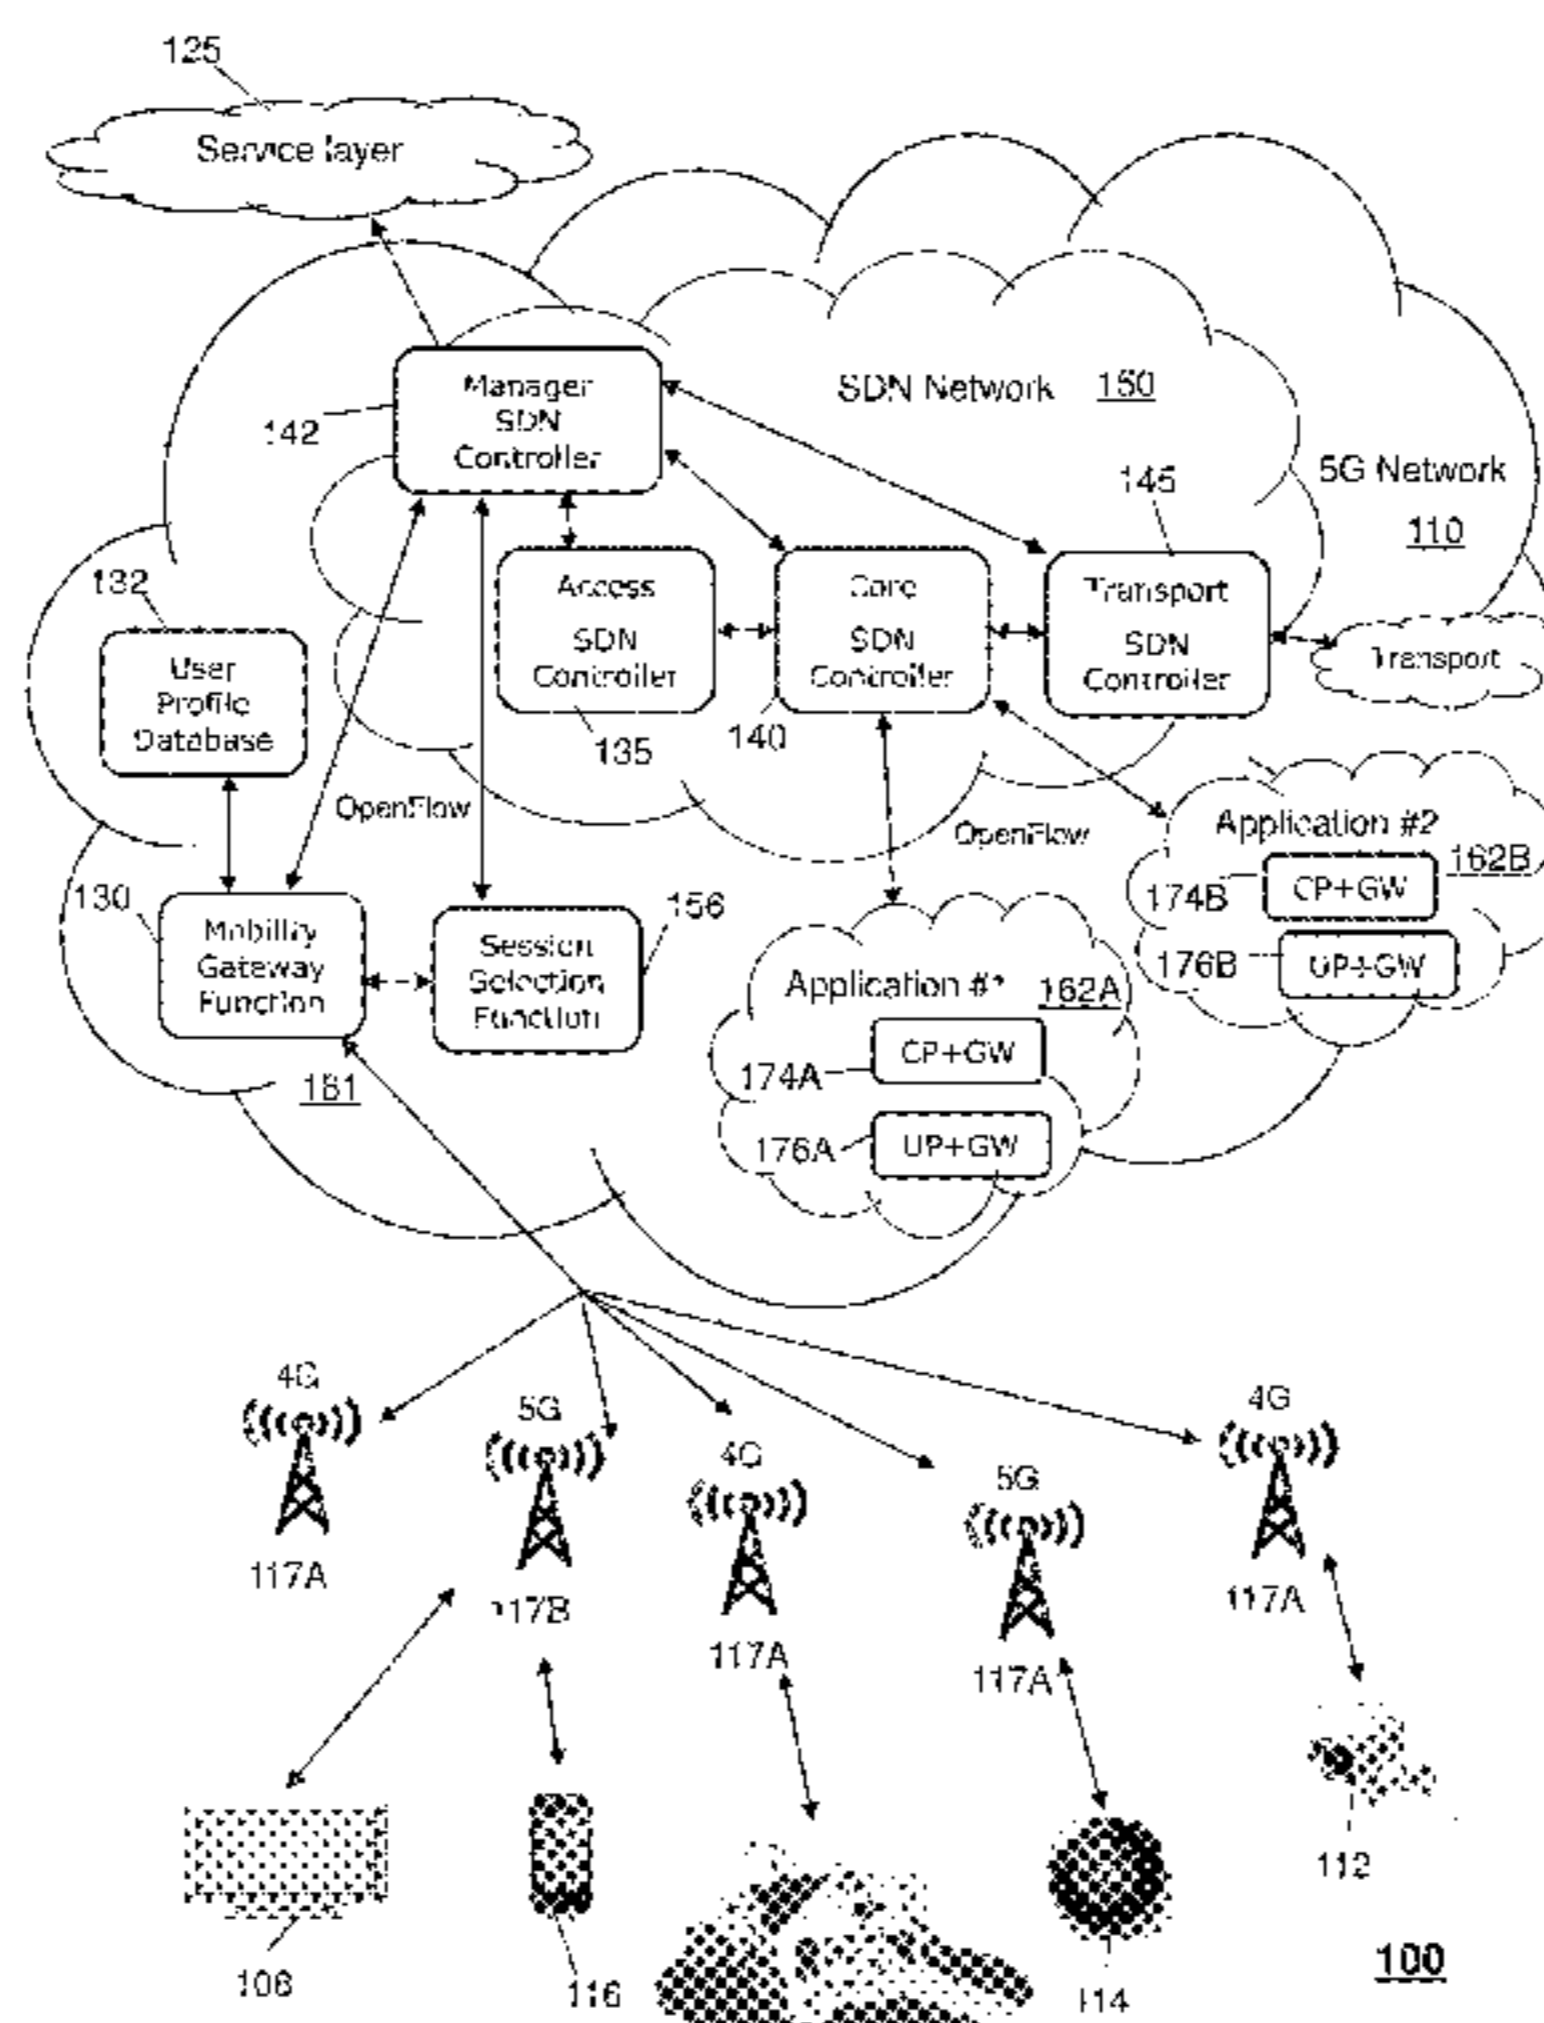 125
Service layer
Manager
SDN
Controller
142
SDN Network 150
5G Network
110
145
132
Access
SDN
Controller
Core
SDN
Controller
Transport
SDN
Controller
Transport
User
Profile
Database
135
140
OpenFlow
OpenFlow
Application #2
162B
174B
CP+GW
176B
UP+GW
130
Mobility
Gateway
Function
Session
Selection
Function
156
Application #1
162A
174A
CP+GW
176A
UP+GW
161
4G
117A
5G
117B
4G
117A
5G
117A
4G
117A
112
116
114
100